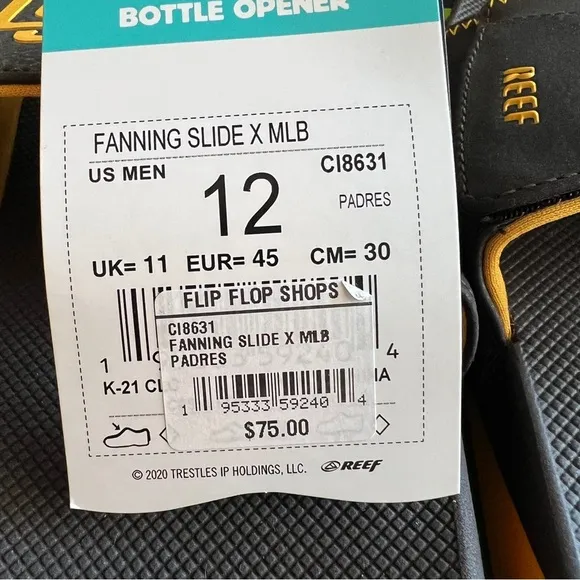 BOTTLE OPENER
REEF
FANNING SLIDE X MLB
US MEN 12 CI8631
PADRES
UK= 11 EUR= 45 CM= 30
FLIP FLOP SHOPS
CI8631
FANNING SLIDE X MLB
PADRES
1 4
K-21
1 95333 59240 4
$75.00
© 2020 TRESTLES IP HOLDINGS, LLC. REEF